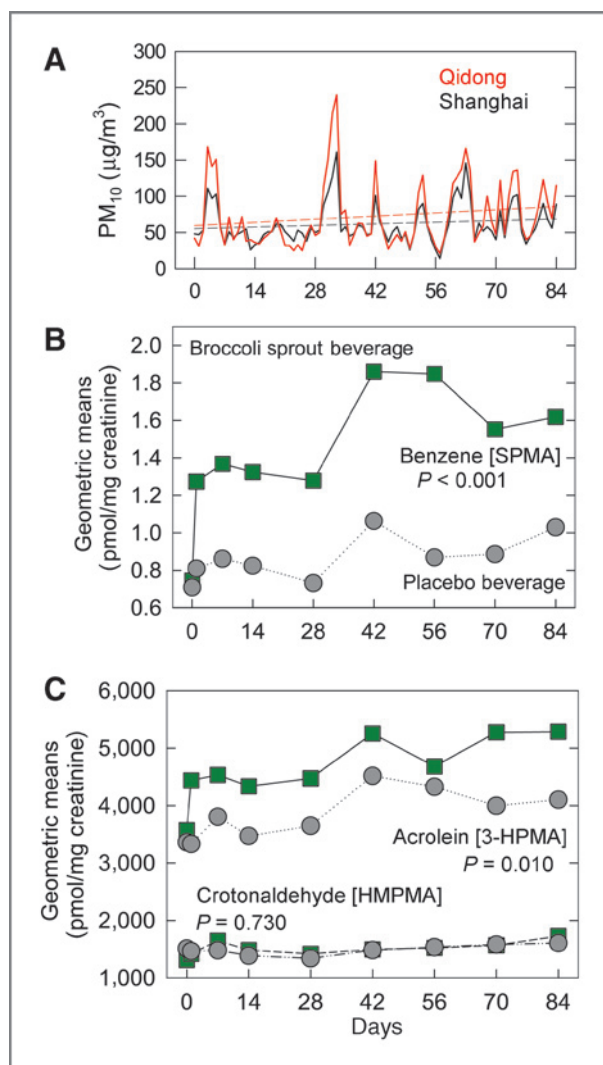 A
300
250
200
150
100
50
0
PM10 (μg/m3)
Qidong
Shanghai
0 14 28 42 56 70 84
B
2.0
1.8
1.6
1.4
1.2
1.0
0.8
0.6
Geometric means
(pmol/mg creatinine)
Broccoli sprout beverage
Benzene [SPMA]
P < 0.001
Placebo beverage
0 14 28 42 56 70 84
C
6,000
5,000
4,000
3,000
2,000
1,000
Geometric means
(pmol/mg creatinine)
Acrolein [3-HPMA]
P = 0.010
Crotonaldehyde [HMPMA]
P = 0.730
0 14 28 42 56 70 84
Days